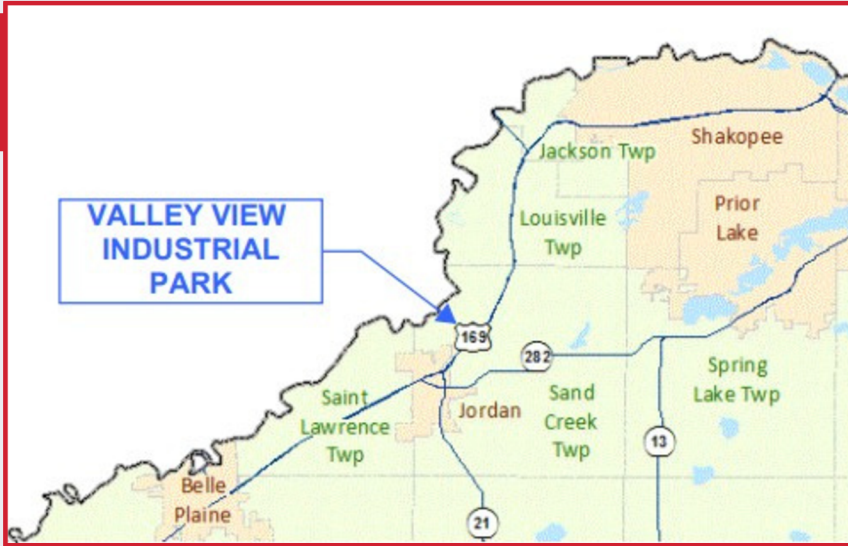 Shakopee
Jackson Twp
VALLEY VIEW
INDUSTRIAL
PARK
Prior
Lake
Louisville
Twp
169
282
Spring
Lake Twp
Saint
Lawrence
Twp
Jordan
Sand
Creek
Twp
13
Belle
Plaine
21